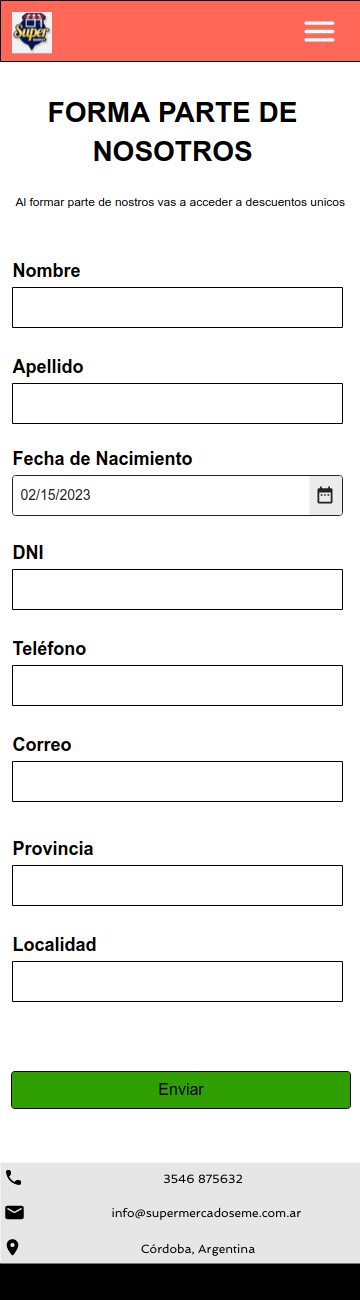 Super
FORMA PARTE DE
NOSOTROS
Al formar parte de nostros vas a acceder a descuentos unicos
Nombre
Apellido
Fecha de Nacimiento
02/15/2023
DNI
Teléfono
Correo
Provincia
Localidad
Enviar
3546 875632
info@supermercadoseme.com.ar
Córdoba, Argentina